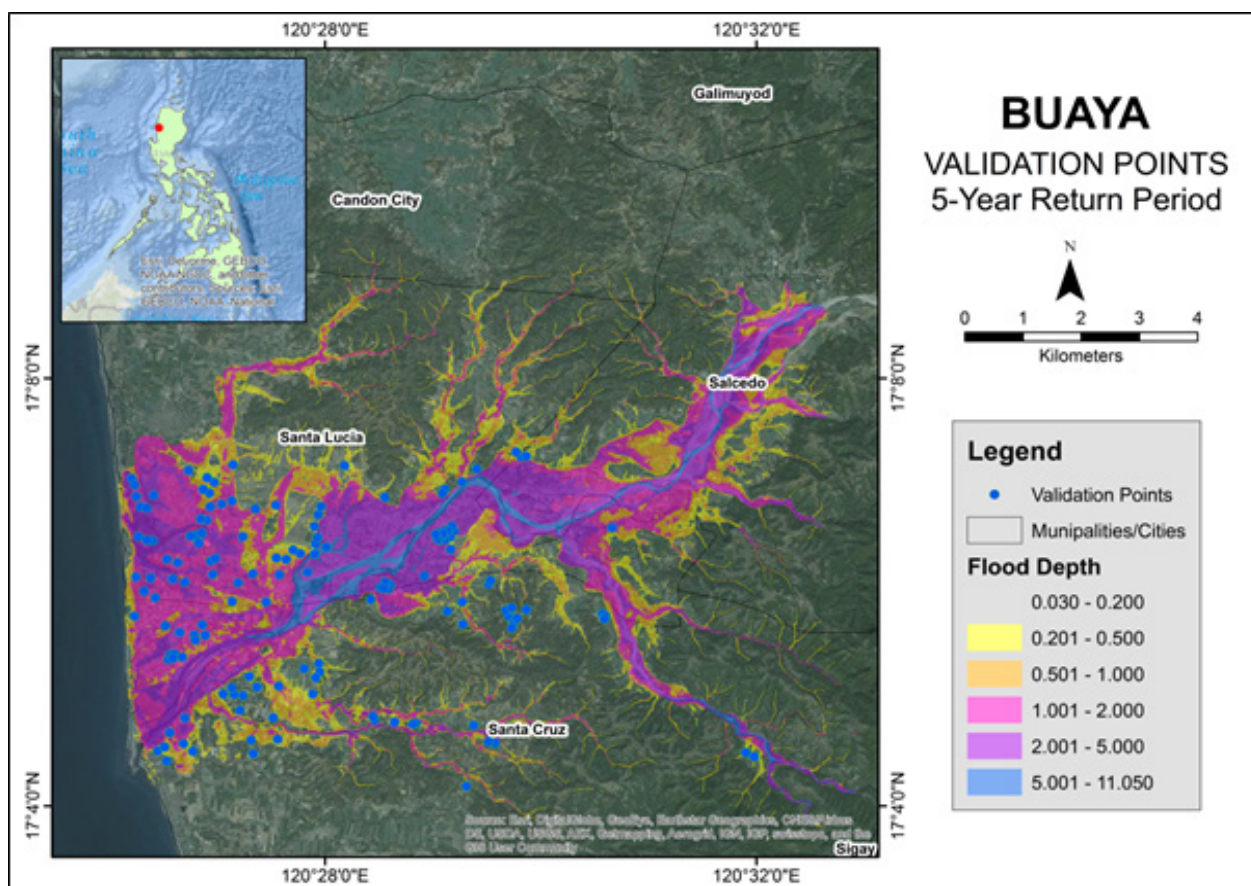 120°28'0"E
120°32'0"E
Galimuyod
Candon City
Salcedo
Santa Lucia
Santa Cruz
Sigay
17°8'0"N
17°8'0"N
17°4'0"N
17°4'0"N
120°28'0"E
120°32'0"E
BUAYA
VALIDATION POINTS
5-Year Return Period
N
0 1 2 3 4
Kilometers
Legend
Validation Points
Munipalities/Cities
Flood Depth
0.030 - 0.200
0.201 - 0.500
0.501 - 1.000
1.001 - 2.000
2.001 - 5.000
5.001 - 11.050